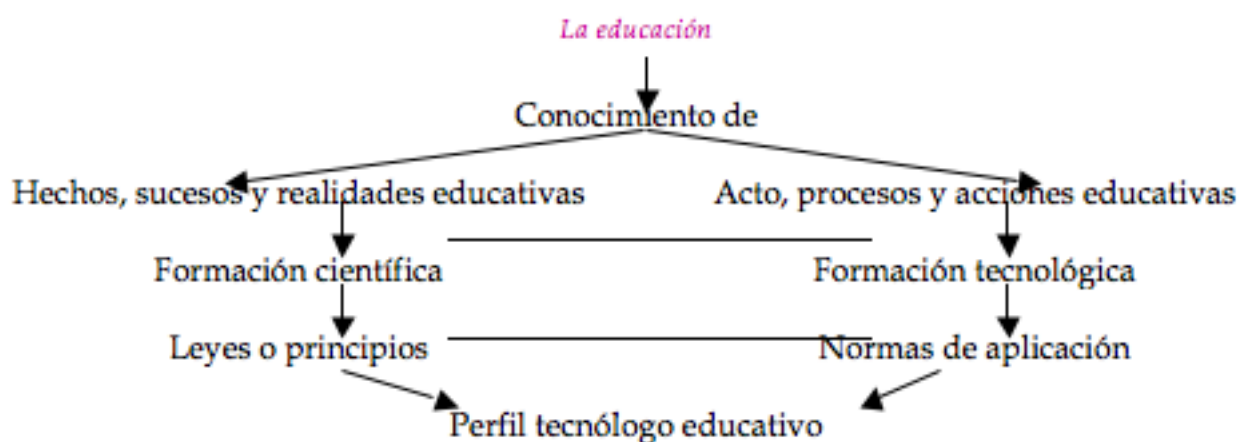 La educación
Conocimiento de
Hechos, sucesos y realidades educativas
Acto, procesos y acciones educativas
Formación científica
Formación tecnológica
Leyes o principios
Normas de aplicación
Perfil tecnólogo educativo